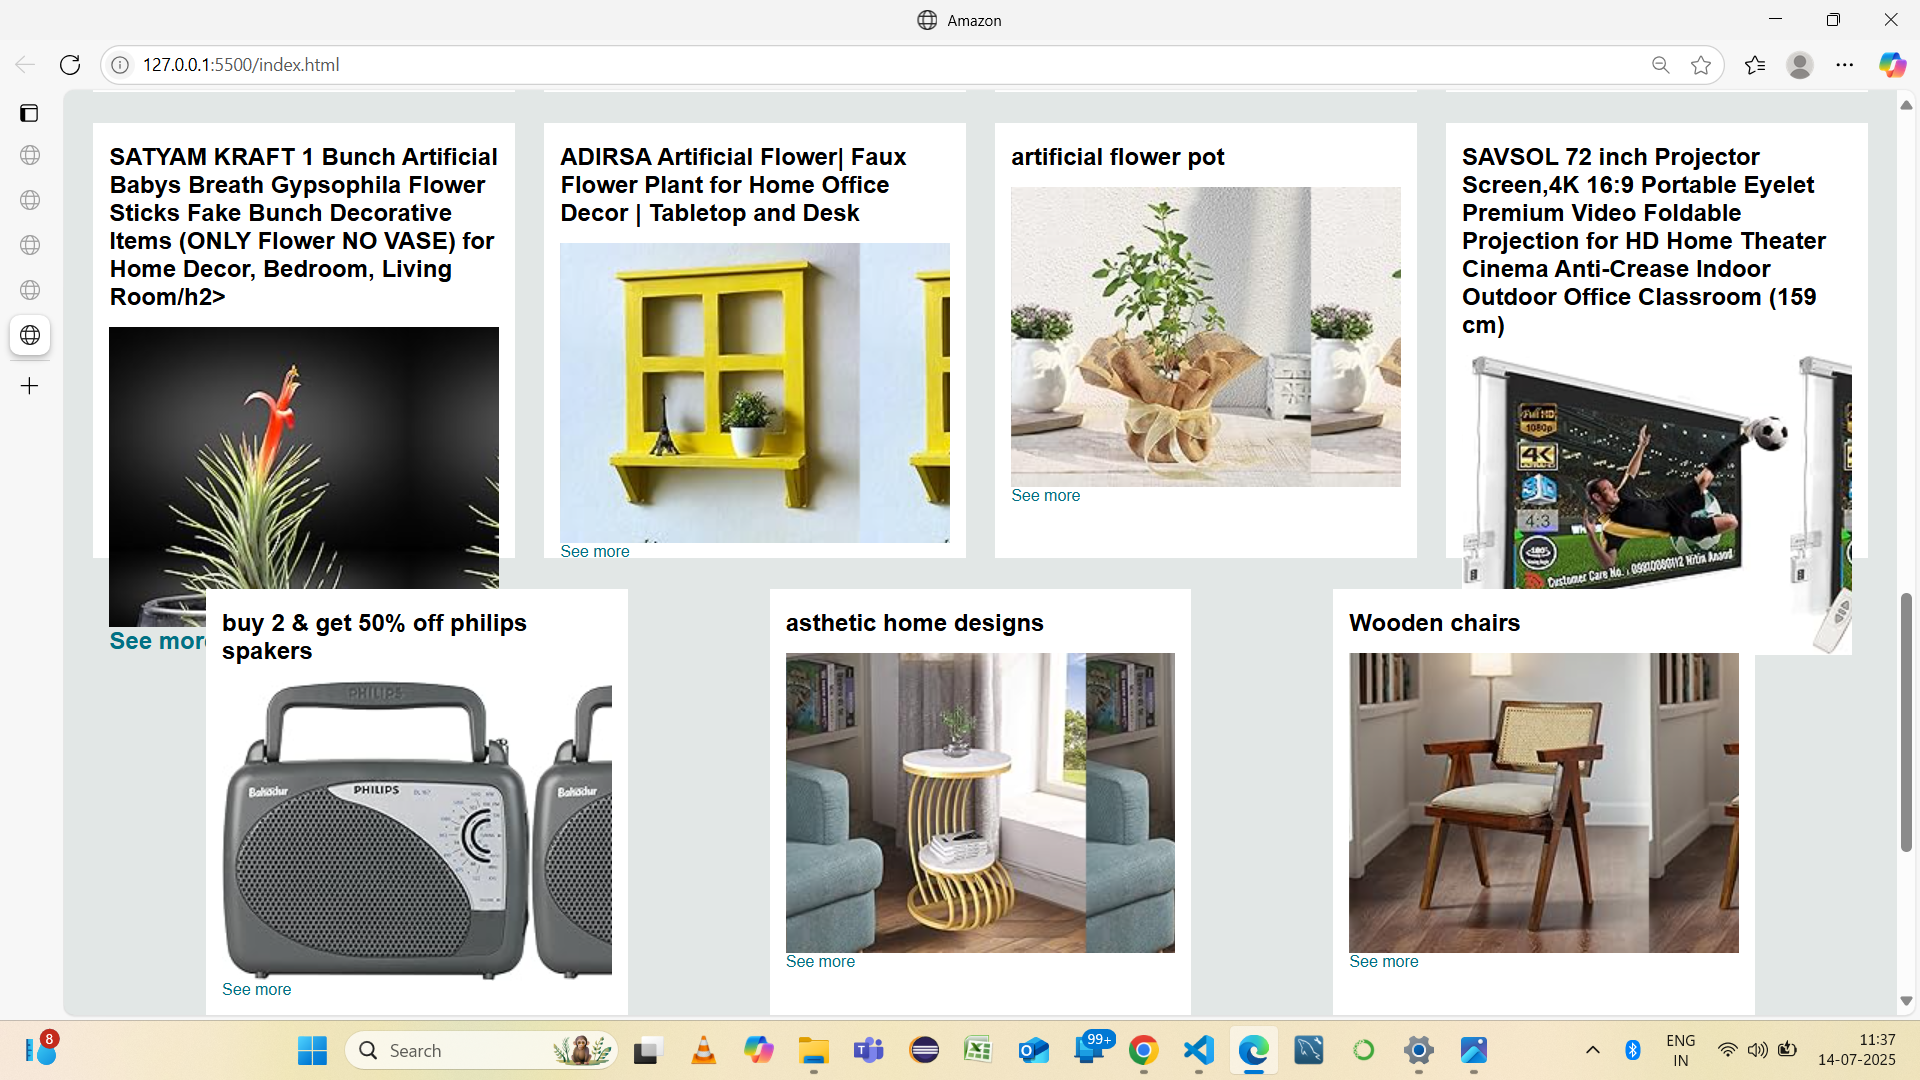 Amazon
127.0.0.1:5500/index.html
SATYAM KRAFT 1 Bunch Artificial
Babys Breath Gypsophila Flower
Sticks Fake Bunch Decorative
Items (ONLY Flower NO VASE) for
Home Decor, Bedroom, Living
Room/h2>
See more
ADIRSA Artificial Flower| Faux
Flower Plant for Home Office
Decor | Tabletop and Desk
See more
artificial flower pot
See more
SAVSOL 72 inch Projector
Screen,4K 16:9 Portable Eyelet
Premium Video Foldable
Projection for HD Home Theater
Cinema Anti-Crease Indoor
Outdoor Office Classroom (159
cm)
Full HD
1080p
4K
3D
4:3
Customer Care No. : 09810000112 Nitin Anand
buy 2 & get 50% off philips
spakers
PHILIPS
Bahadur
PHILIPS
Bahadur
See more
asthetic home designs
See more
Wooden chairs
See more
8
Search
99+
ENG
IN
11:37
14-07-2025